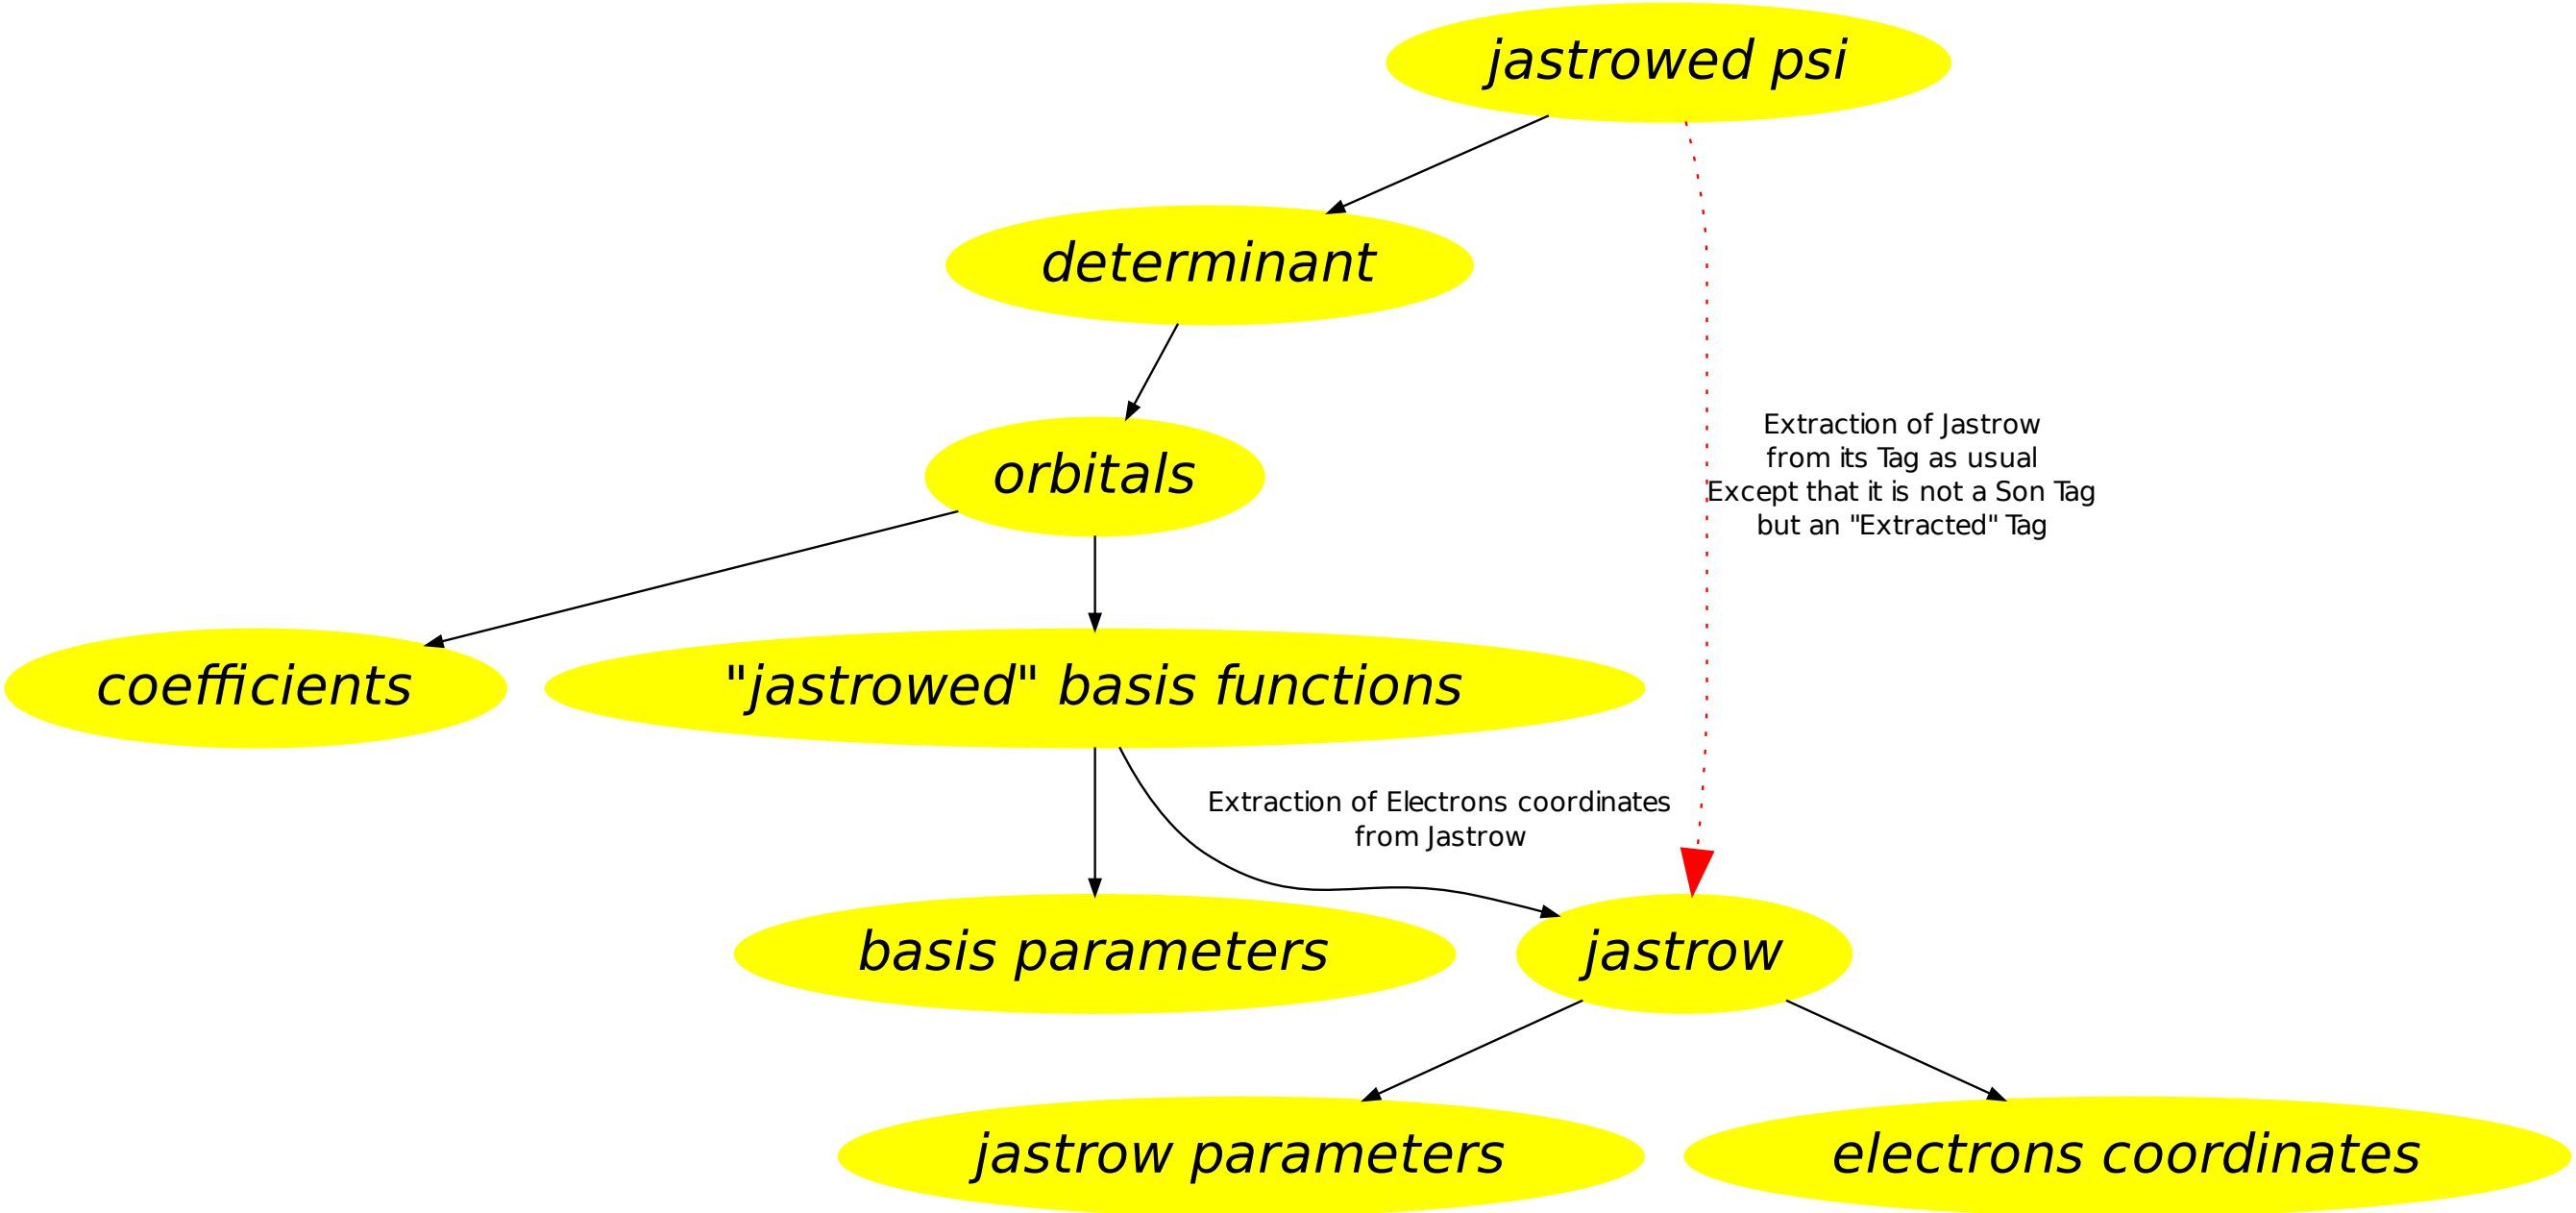 jastrowed psi
determinant
Extraction of Jastrow
from its Tag as usual
Except that it is not a Son Tag
but an "Extracted" Tag
orbitals
coefficients
"jastrowed" basis functions
Extraction of Electrons coordinates
from Jastrow
basis parameters
jastrow
jastrow parameters
electrons coordinates